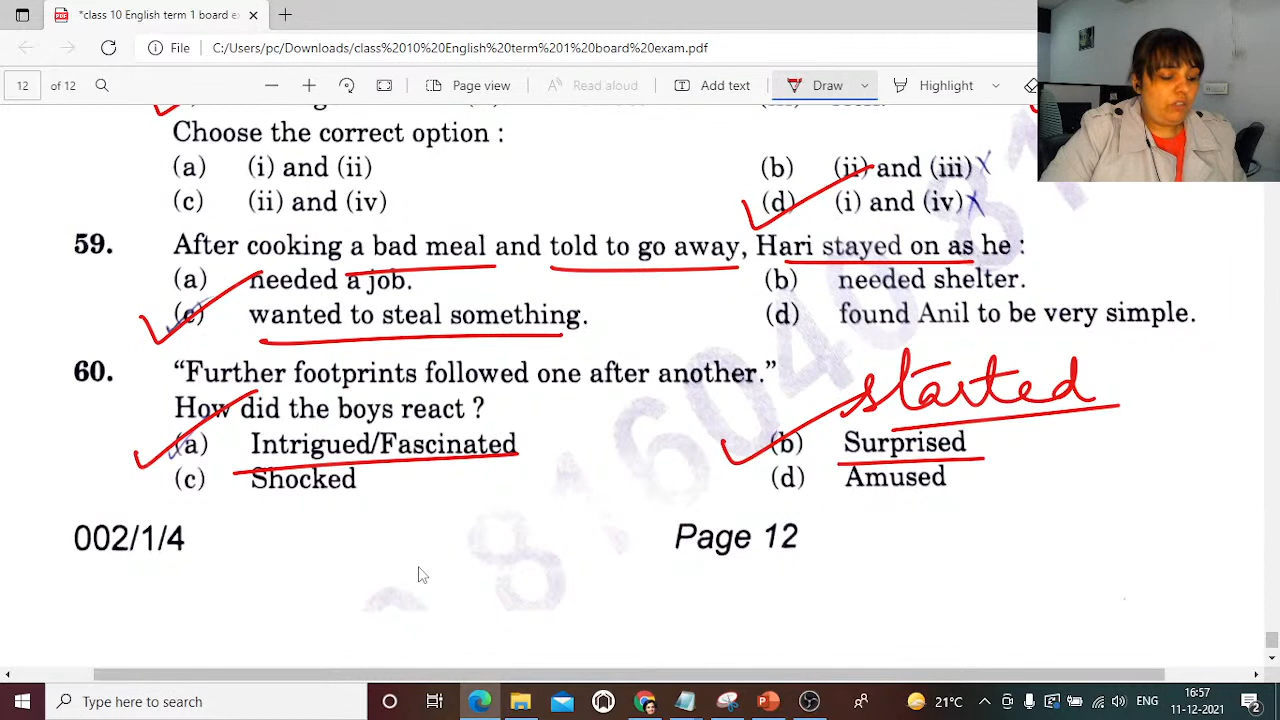 *class 10 English term 1 board e
File C:/Users/pc/Downloads/class%2010%20English%20term%201%20board%20exam.pdf
12 of 12 Page view Read aloud Add text Draw Highlight
Choose the correct option :
(a) (i) and (ii) (b) (ii) and (iii) X
(c) (ii) and (iv) (d) (i) and (iv) X
59. After cooking a bad meal and told to go away, Hari stayed on as he :
(a) needed a job. (b) needed shelter.
(c) wanted to steal something. (d) found Anil to be very simple.
60. “Further footprints followed one after another.”
started
How did the boys react ?
(a) Intrigued/Fascinated (b) Surprised
(c) Shocked (d) Amused
002/1/4 Page 12
Type here to search 21°C ENG 16:57
11-12-2021 2